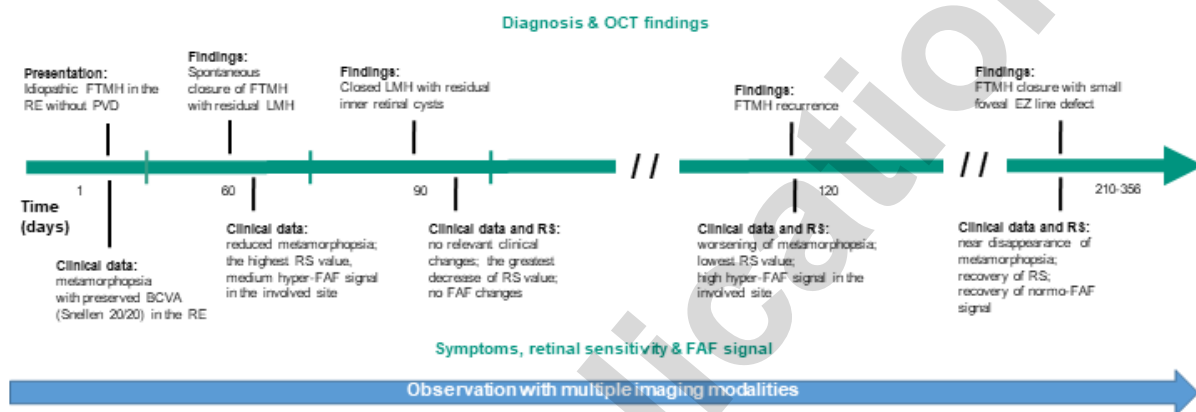 Diagnosis & OCT findings
Presentation:
Idiopathic FTMH in the
RE without PVD
Findings:
Spontaneous
closure of FTMH
with residual LMH
Findings:
Closed LMH with residual
inner retinal cysts
Findings:
FTMH recurrence
Findings:
FTMH closure with small
foveal EZ line defect
//
//
1
60
90
120
210-356
Time
(days)
Clinical data:
metamorphopsia
with preserved BCVA
(Snellen 20/20) in the RE
Clinical data:
reduced metamorphopsia;
the highest RS value,
medium hyper-FAF signal
in the involved site
Clinical data and RS:
no relevant clinical
changes; the greatest
decrease of RS value;
no FAF changes
Clinical data and RS:
worsening of metamorphopsia;
lowest RS value;
high hyper-FAF signal in the
involved site
Clinical data and RS:
near disappearance of
metamorphopsia;
recovery of RS;
recovery of normo-FAF
signal
Symptoms, retinal sensitivity & FAF signal
Observation with multiple imaging modalities